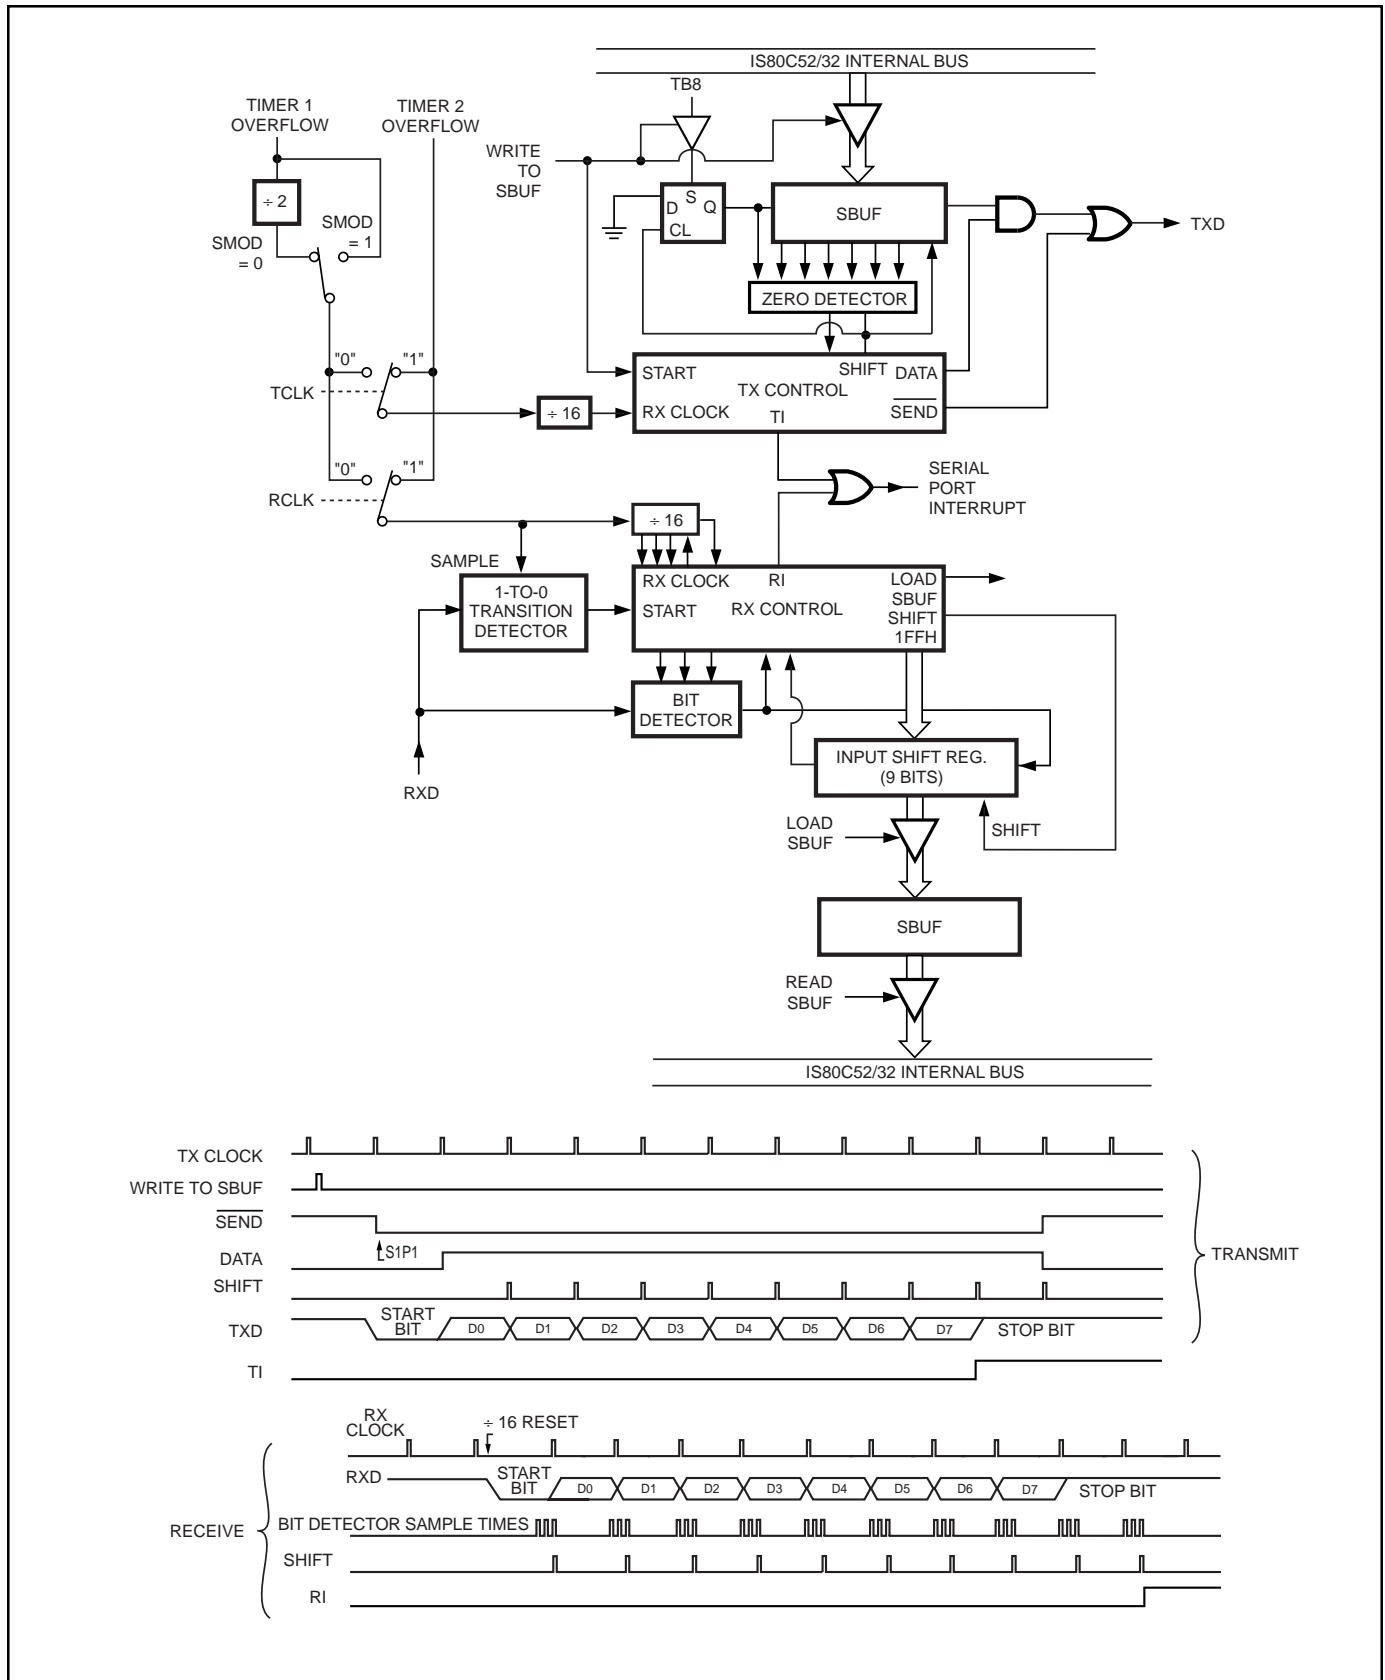 IS80C52/32 INTERNAL BUS
TB8
TIMER 1
OVERFLOW
TIMER 2
OVERFLOW
WRITE
TO
SBUF
÷ 2
SMOD
= 1
SMOD
= 0
S
D
Q
CL
SBUF
TXD
ZERO DETECTOR
"0"
"1"
TCLK
START
SHIFT
DATA
TX CONTROL
÷ 16
RX CLOCK
TI
SEND
"0"
"1"
RCLK
SERIAL
PORT
INTERRUPT
÷ 16
SAMPLE
1-TO-0
TRANSITION
DETECTOR
RX CLOCK
RI
LOAD
SBUF
START
RX CONTROL
SHIFT
1FFH
BIT
DETECTOR
RXD
INPUT SHIFT REG.
(9 BITS)
LOAD
SBUF
SHIFT
SBUF
READ
SBUF
IS80C52/32 INTERNAL BUS
TX CLOCK
WRITE TO SBUF
SEND
S1P1
DATA
TRANSMIT
SHIFT
TXD
START
BIT
D0
D1
D2
D3
D4
D5
D6
D7
STOP BIT
TI
RX
CLOCK
÷ 16 RESET
RXD
START
BIT
D0
D1
D2
D3
D4
D5
D6
D7
STOP BIT
RECEIVE
BIT DETECTOR SAMPLE TIMES
SHIFT
RI